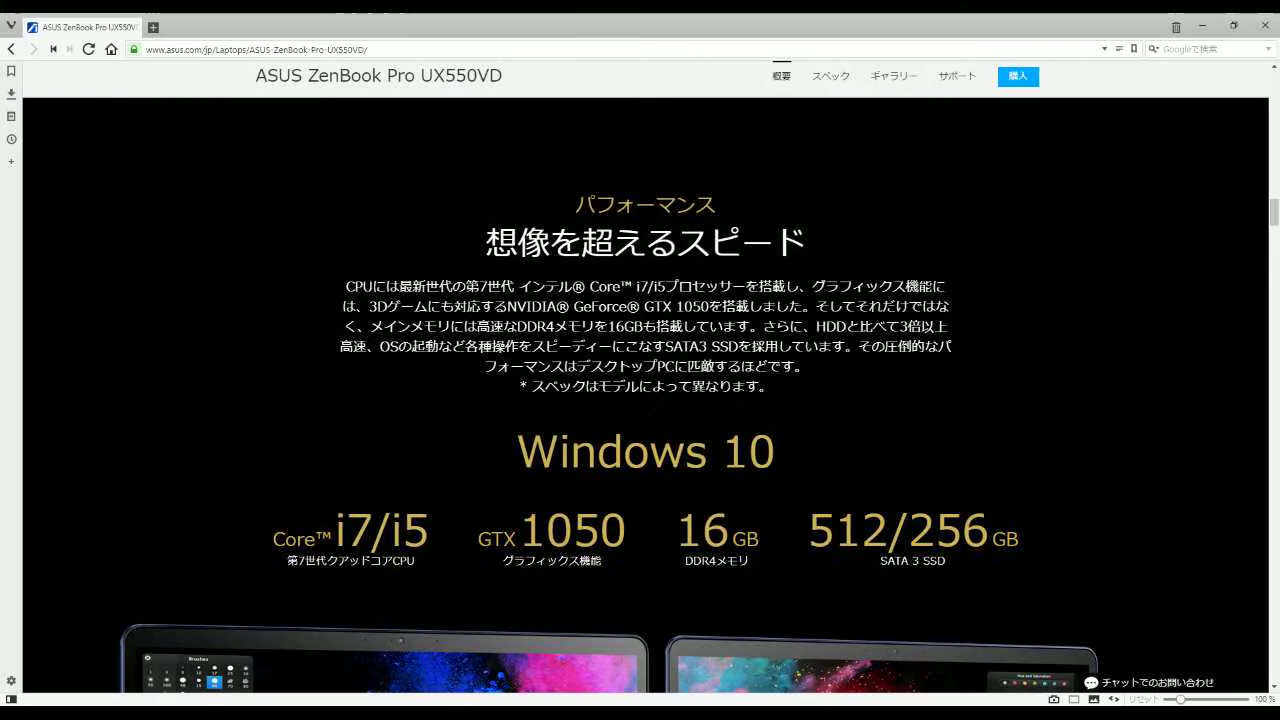 ASUS ZenBook Pro UX550VD
www.asus.com/jp/Laptops/ASUS-ZenBook-Pro-UX550VD/
Googleで検索
ASUS ZenBook Pro UX550VD
概要
スペック
ギャラリー
サポート
購入
パフォーマンス
想像を超えるスピード
CPUには最新世代の第7世代 インテル® Core™ i7/i5プロセッサーを搭載し、グラフィックス機能に
は、3Dゲームにも対応するNVIDIA® GeForce® GTX 1050を搭載しました。そしてそれだけではな
く、メインメモリには高速なDDR4メモリを16GBも搭載しています。さらに、HDDと比べて3倍以上
高速、OSの起動など各種操作をスピーディーにこなすSATA3 SSDを採用しています。その圧倒的なパ
フォーマンスはデスクトップPCに匹敵するほどです。
* スペックはモデルによって異なります。
Windows 10
Core™ i7/i5
第7世代クアッドコアCPU
GTX 1050
グラフィックス機能
16 GB
DDR4メモリ
512/256 GB
SATA 3 SSD
Brushes
チャットでのお問い合わせ
リセット
100 %